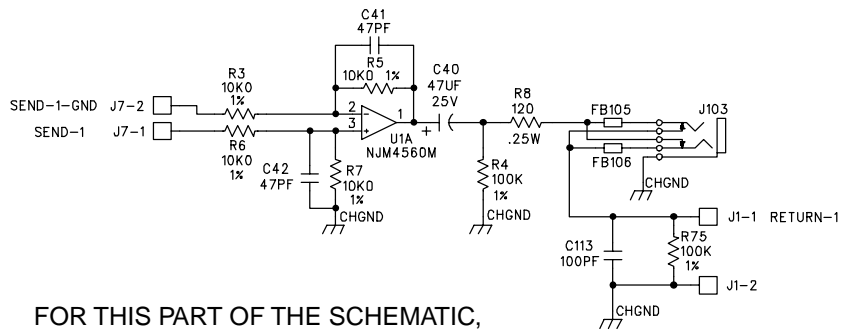 C41
47PF
R5
10K0 1%
C40
47UF
25V
R3
10K0
1%
R8
120
.25W
FB105
J103
SEND-1-GND J7-2
2
1
SEND-1 J7-1
3
U1A
NJM4560M
+
FB106
R6
10K0
1%
C42
47PF
R7
10K0
1%
R4
100K
1%
CHGND
CHGND
CHGND
J1-1 RETURN-1
C113
100PF
R75
100K
1%
J1-2
CHGND
FOR THIS PART OF THE SCHEMATIC,